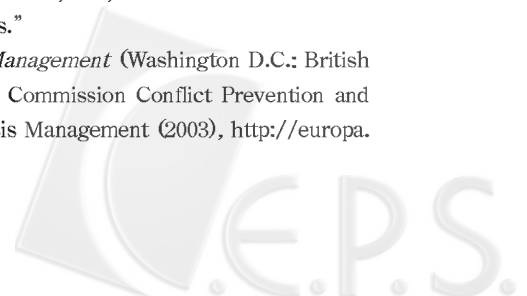 s.”
Management (Washington D.C.: British
Commission Conflict Prevention and
is Management (2003), http://europa.
C.E.P.S.